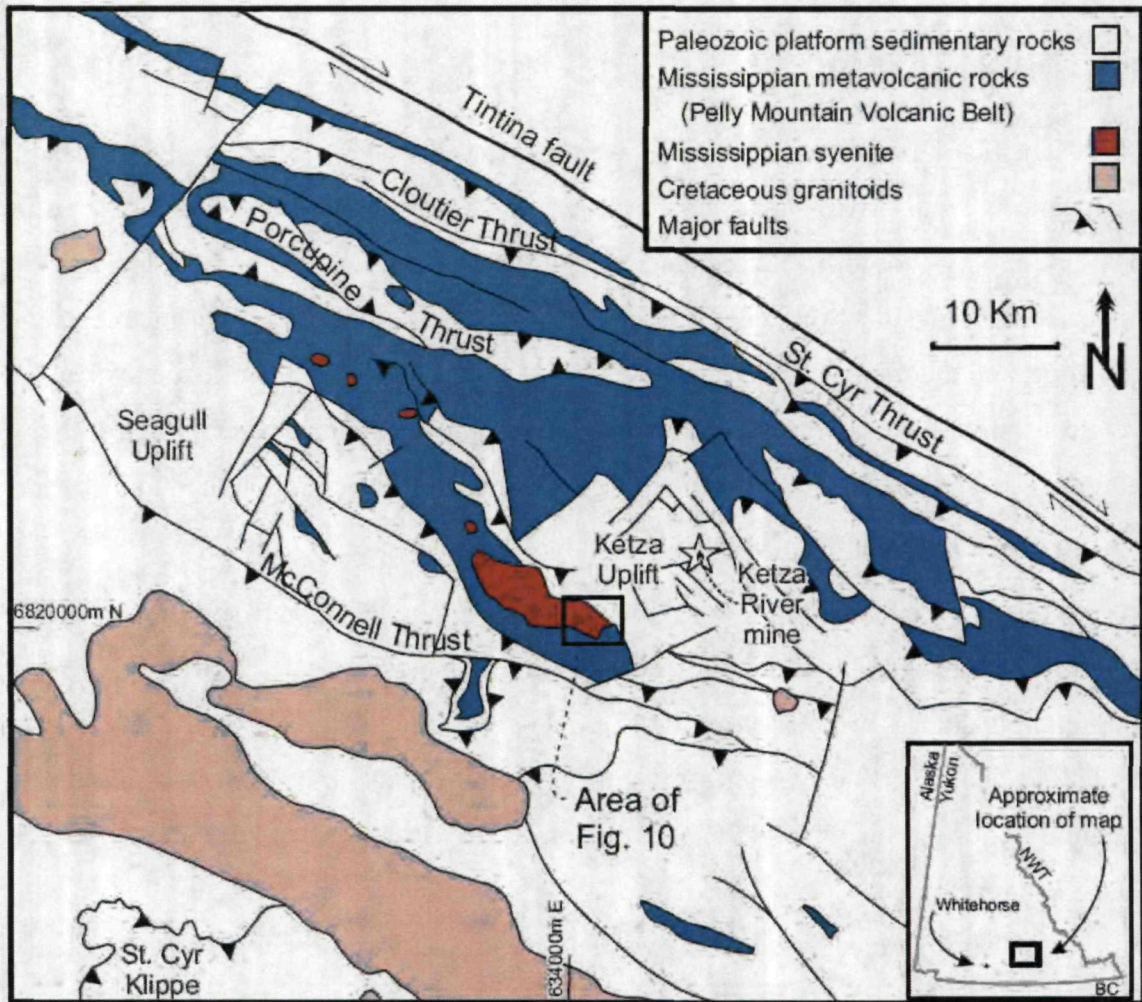 Paleozoic platform sedimentary rocks
Mississippian metavolcanic rocks
(Pelly Mountain Volcanic Belt)
Mississippian syenite
Cretaceous granitoids
Major faults
Tintina fault
Cloutier Thrust
Porcupine
Thrust
10 Km
N
St. Cyr Thrust
Seagull
Uplift
Ketza
Uplift
Ketza
River
mine
McConnell Thrust
6820000m N
Area of
Fig. 10
634000m E
St. Cyr
Klippe
Alaska
Yukon
Approximate
location of map
NWT
Whitehorse
BC